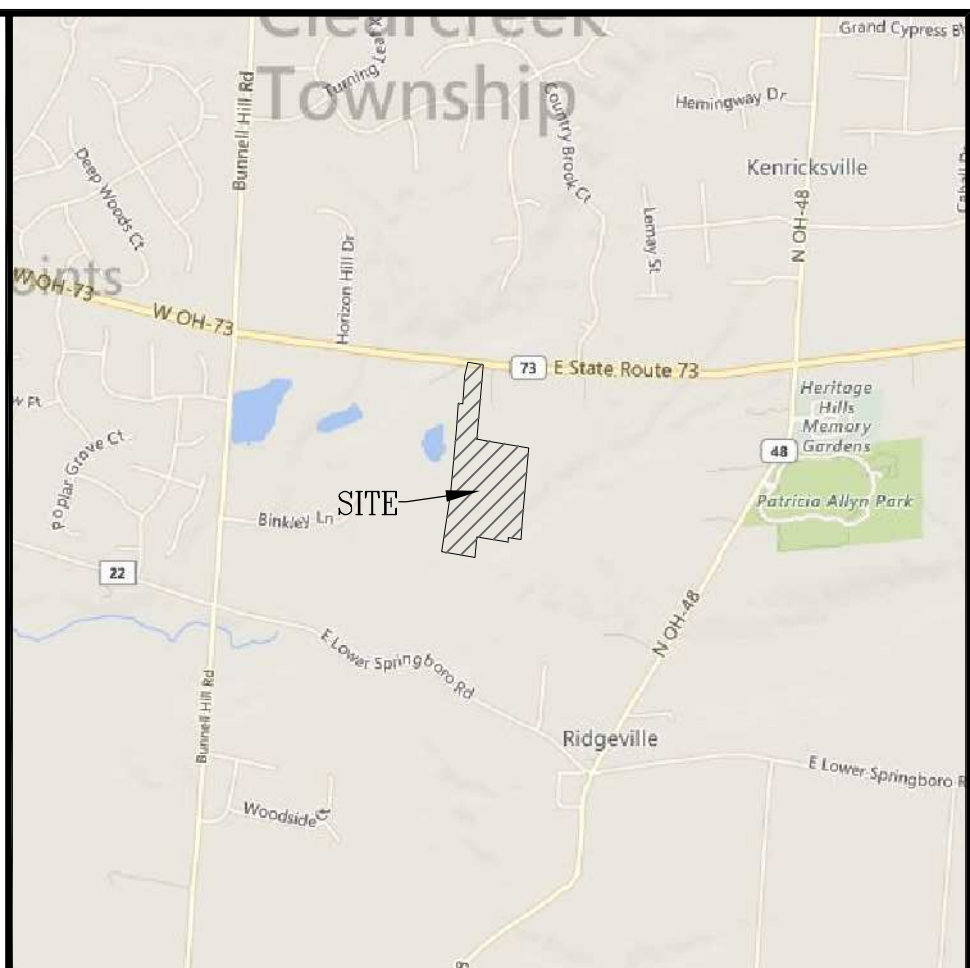 Clearcreek
Township
Turning Leaf
Bunnell Hill Rd
Country Brook Ct
Grand Cypress
Hemingway Dr
Kenricksville
Deep Woods Ct
N OH-48
Lemay St
Horizon Hill Dr
oints
W OH-73
W OH-73
73
E State Route 73
Heritage
Hills
Memory
Gardens
48
Poplar Grove Ct
SITE
Patricia Allyn Park
Binkley Ln
22
N OH-48
E Lower Springboro Rd
Bunnell Hill Rd
Ridgeville
E Lower Springboro R
Woodside Ct